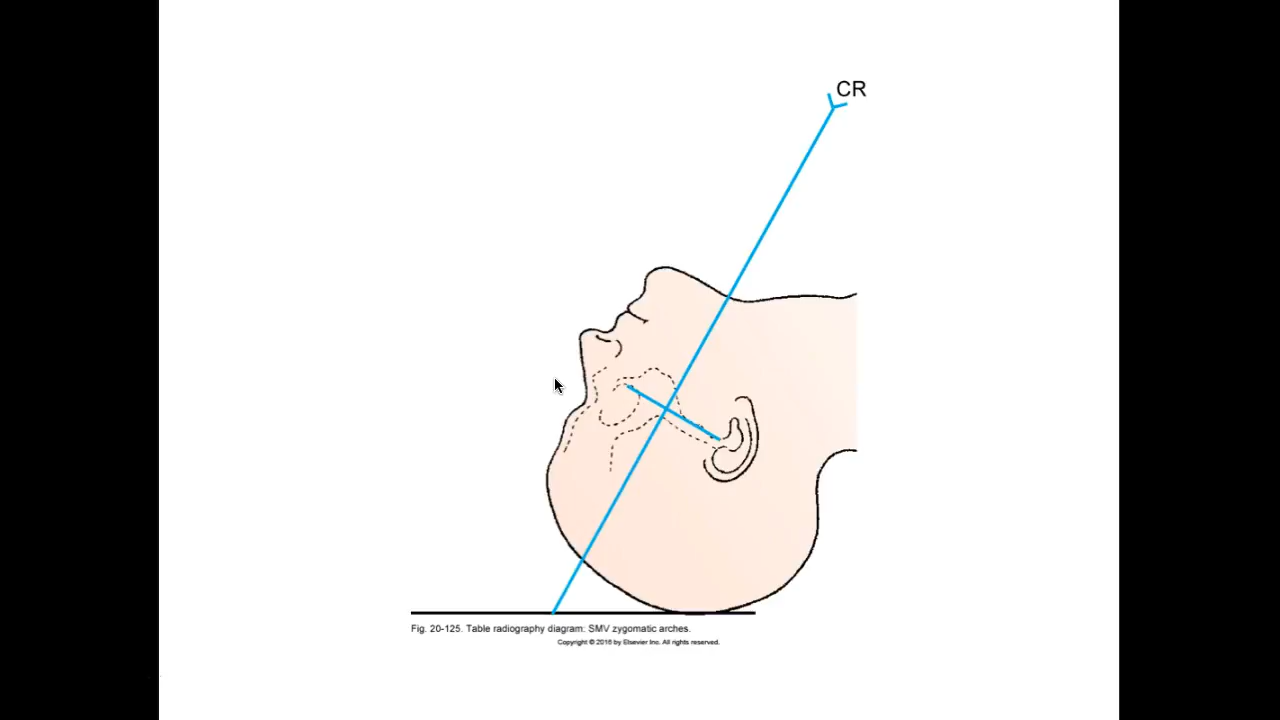 CR
Fig. 20-125. Table radiography diagram: SMV zygomatic arches.
Copyright © 2016 by Elsevier Inc. All rights reserved.